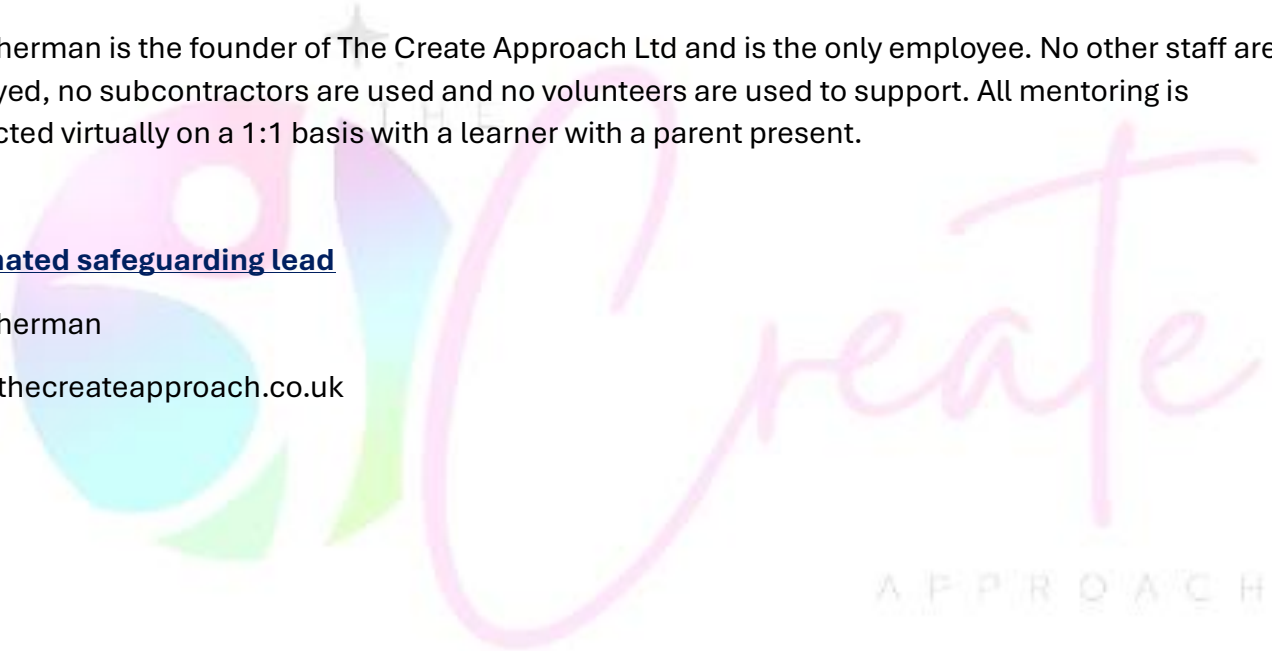 herman is the founder of The Create Approach Ltd and is the only employee. No other staff are
yed, no subcontractors are used and no volunteers are used to support. All mentoring is
cted virtually on a 1:1 basis with a learner with a parent present.
THE
nated safeguarding lead
herman
thecreateapproach.co.uk
Create
APPROACH